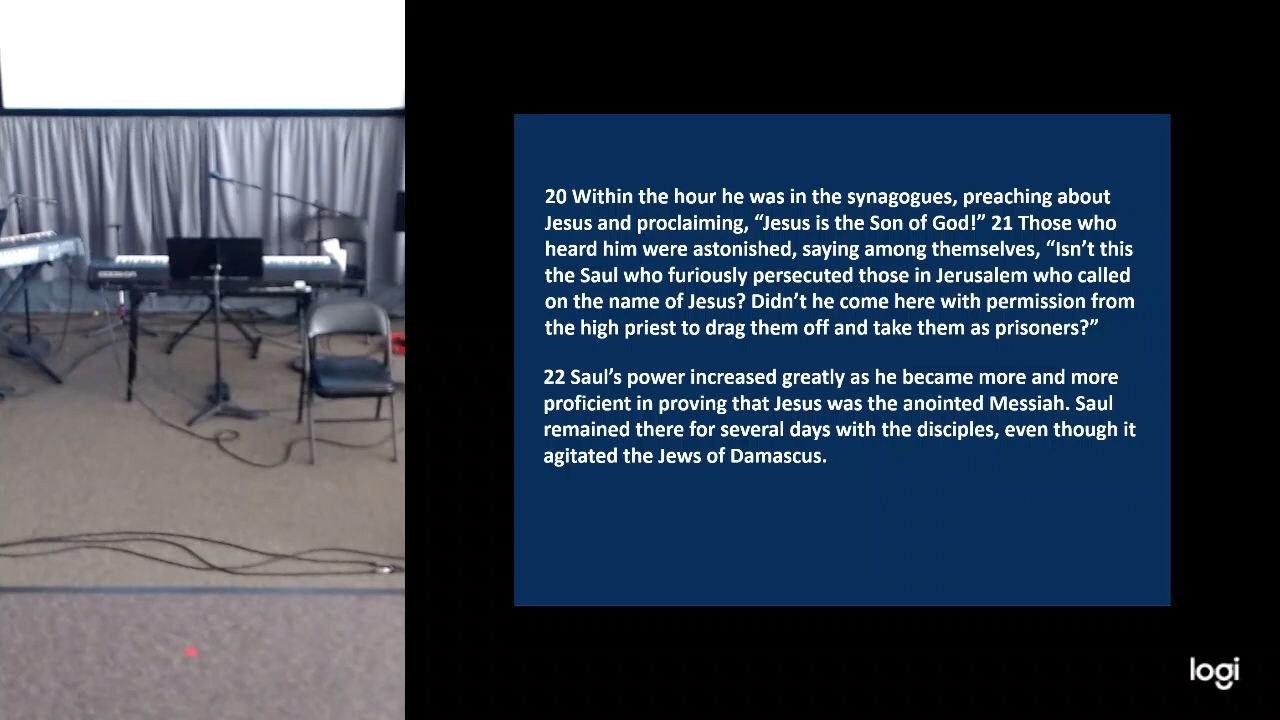 20 Within the hour he was in the synagogues, preaching about
Jesus and proclaiming, “Jesus is the Son of God!” 21 Those who
heard him were astonished, saying among themselves, “Isn’t this
the Saul who furiously persecuted those in Jerusalem who called
on the name of Jesus? Didn’t he come here with permission from
the high priest to drag them off and take them as prisoners?”
22 Saul’s power increased greatly as he became more and more
proficient in proving that Jesus was the anointed Messiah. Saul
remained there for several days with the disciples, even though it
agitated the Jews of Damascus.
logi